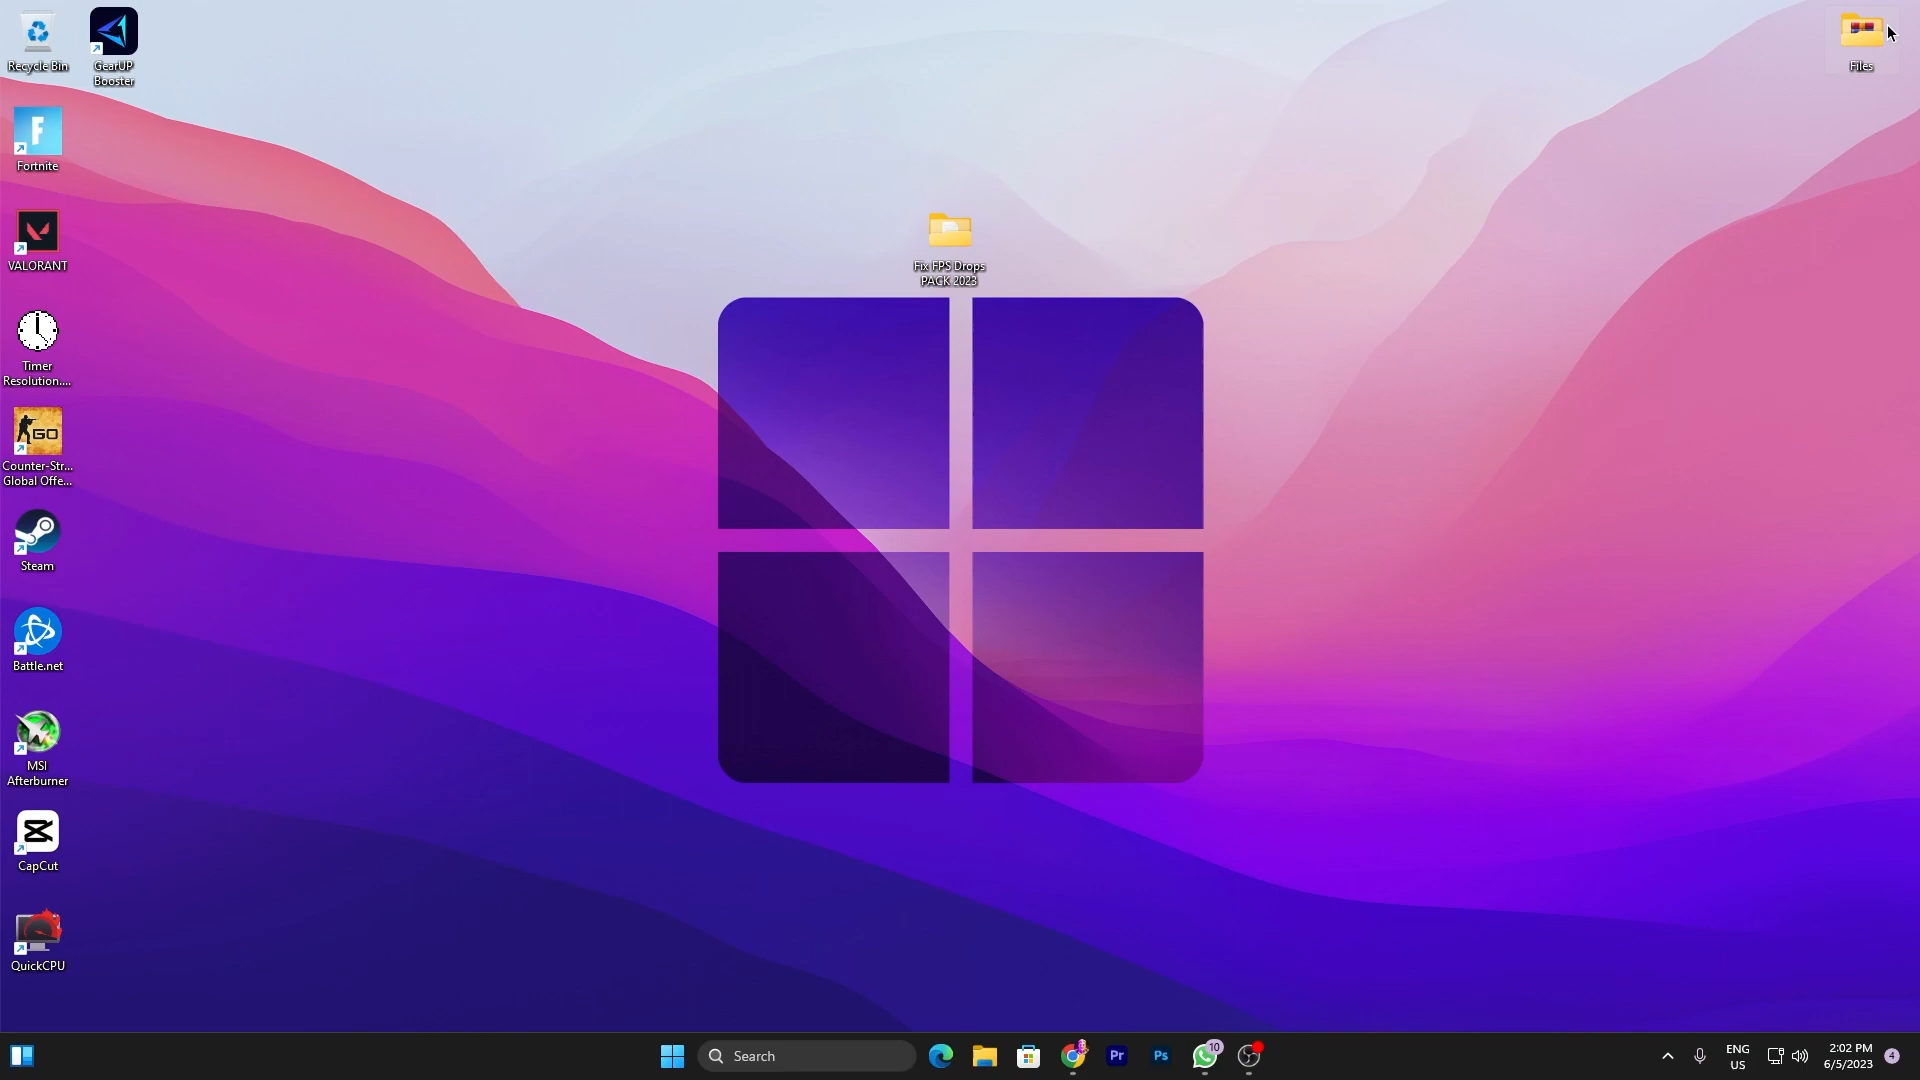 Recycle Bin
GearUP
Booster
Files
F
Fortnite
VALORANT
Fix FPS Drops
PACK 2023
Timer
Resolution....
GO
Counter-Str...
Global Offe...
Steam
Battle.net
MSI
Afterburner
CapCut
QuickCPU
Search
Pr
Ps
10
ENG
US
2:02 PM
6/5/2023
4